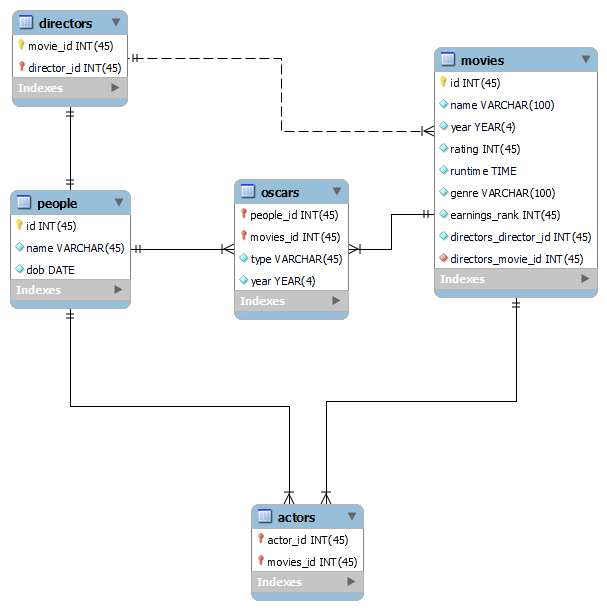 directors
movie_id INT(45)
director_id INT(45)
Indexes
movies
id INT(45)
name VARCHAR(100)
year YEAR(4)
rating INT(45)
runtime TIME
genre VARCHAR(100)
earnings_rank INT(45)
directors_director_id INT(45)
directors_movie_id INT(45)
Indexes
people
id INT(45)
name VARCHAR(45)
dob DATE
Indexes
oscars
people_id INT(45)
movies_id INT(45)
type VARCHAR(45)
year YEAR(4)
Indexes
actors
actor_id INT(45)
movies_id INT(45)
Indexes